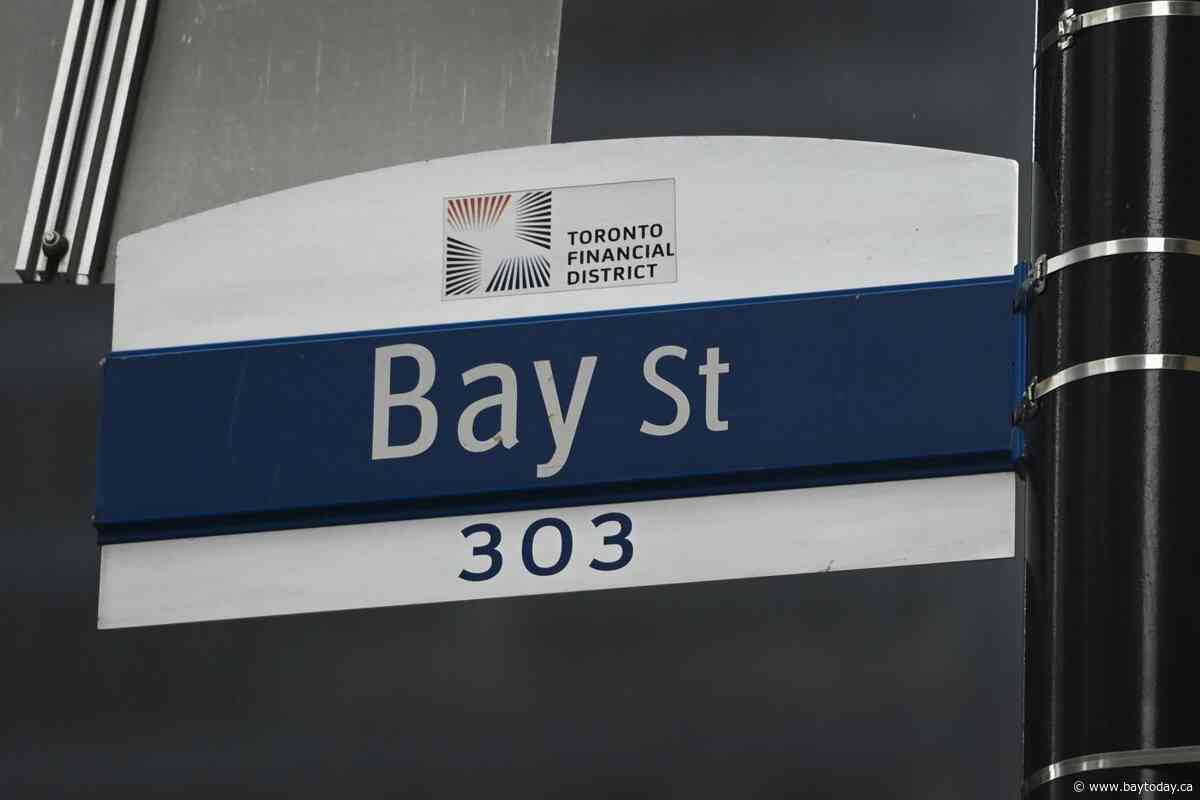 TORONTO
FINANCIAL
DISTRICT
Bay St
303
© www.baytoday.ca